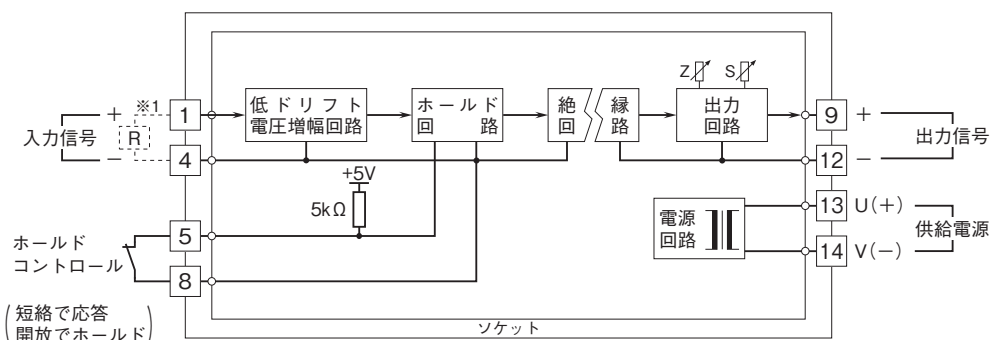 Z
S
※1
+
1
入力信号
R
−
4
低ドリフト
電圧増幅回路
ホールド
回 路
絶 縁
回 路
出力
回路
9
+
出力信号
12
−
+5V
5kΩ
5
ホールド
コントロール
8
(短絡で応答
開放でホールド)
電源
回路
13
U(+)
供給電源
14
V(−)
ソケット